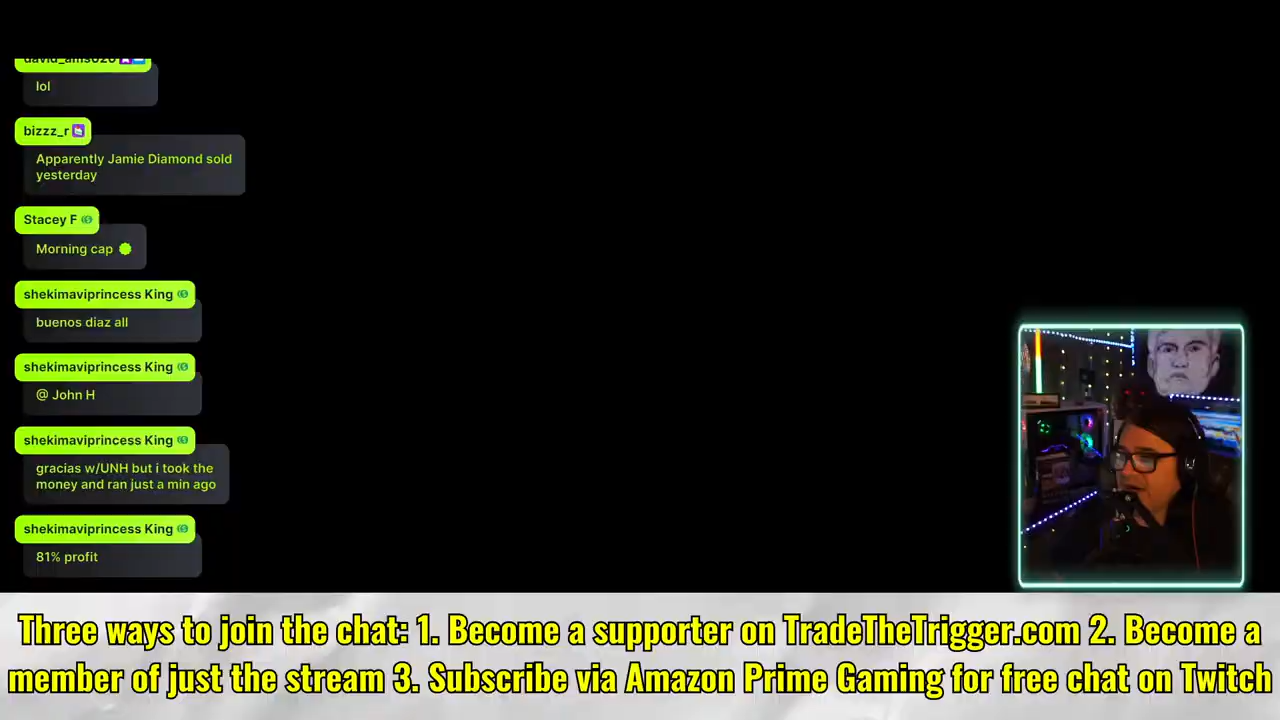 lol
bizzz_r
Apparently Jamie Diamond sold
yesterday
Stacey F
Morning cap
shekimaviprincess King
buenos diaz all
shekimaviprincess King
@ John H
shekimaviprincess King
gracias w/UNH but i took the
money and ran just a min ago
shekimaviprincess King
81% profit
Three ways to join the chat: 1. Become a supporter on TradeTheTrigger.com 2. Become a
member of just the stream 3. Subscribe via Amazon Prime Gaming for free chat on Twitch